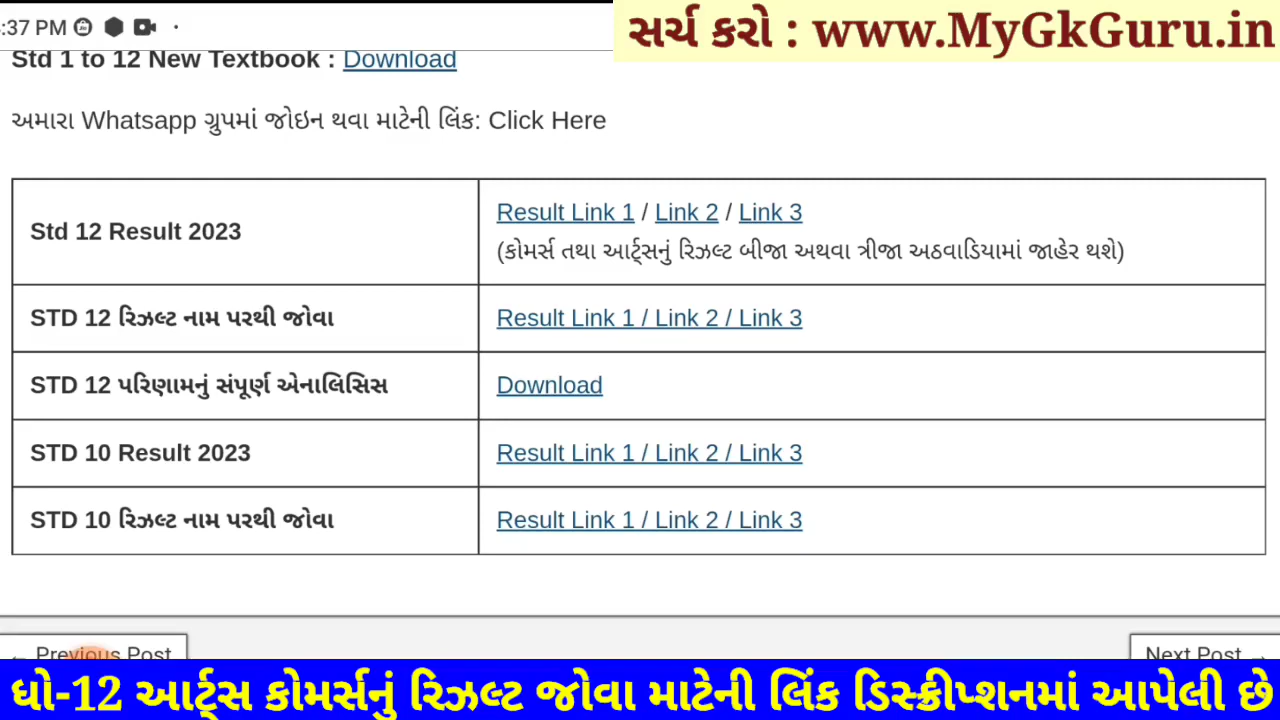 :37 PM
સર્ચ કરો : www.MyGkGuru.in
Std 1 to 12 New Textbook : Download
અમારા Whatsapp ગ્રુપમાં જોઇન થવા માટેની લિંક: Click Here
Std 12 Result 2023
Result Link 1 / Link 2 / Link 3
(કોમર્સ તથા આર્ટ્સનું રિઝલ્ટ બીજા અથવા ત્રીજા અઠવાડિયામાં જાહેર થશે)
STD 12 રિઝલ્ટ નામ પરથી જોવા
Result Link 1 / Link 2 / Link 3
STD 12 પરિણામનું સંપૂર્ણ એનાલિસિસ
Download
STD 10 Result 2023
Result Link 1 / Link 2 / Link 3
STD 10 રિઝલ્ટ નામ પરથી જોવા
Result Link 1 / Link 2 / Link 3
← Previous Post
Next Post →
ધો-12 આર્ટ્સ કોમર્સનું રિઝલ્ટ જોવા માટેની લિંક ડિસ્ક્રીપ્શનમાં આપેલી છે